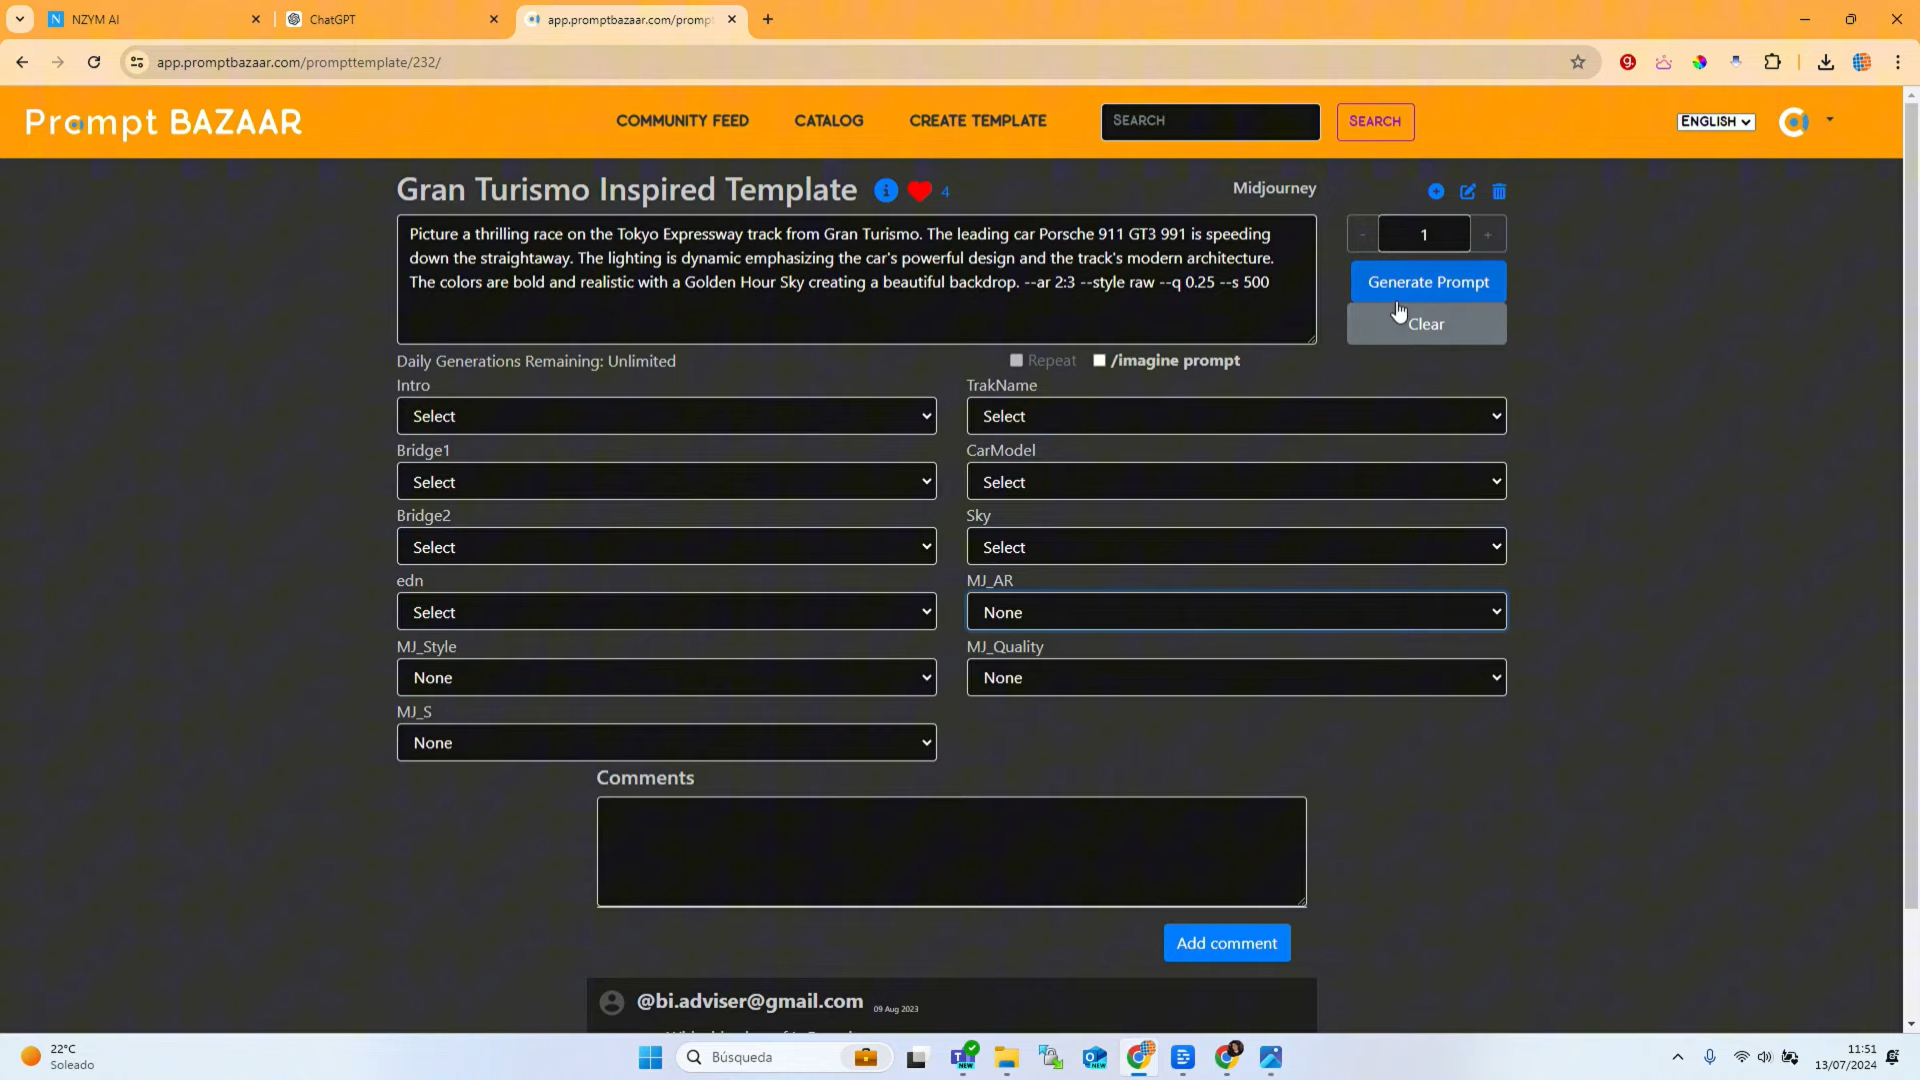 NZYM AI
ChatGPT
app.promptbazaar.com/promp
app.promptbazaar.com/prompttemplate/232/
Prompt BAZAAR
COMMUNITY FEED
CATALOG
CREATE TEMPLATE
SEARCH
SEARCH
ENGLISH
Gran Turismo Inspired Template
4
Midjourney
Picture a thrilling race on the Tokyo Expressway track from Gran Turismo. The leading car Porsche 911 GT3 991 is speeding
down the straightaway. The lighting is dynamic emphasizing the car's powerful design and the track's modern architecture.
The colors are bold and realistic with a Golden Hour Sky creating a beautiful backdrop. --ar 2:3 --style raw --q 0.25 --s 500
- 1 +
Generate Prompt
Clear
Daily Generations Remaining: Unlimited
Repeat
/imagine prompt
Intro
TrakName
Select
Select
Bridge1
CarModel
Select
Select
Bridge2
Sky
Select
Select
edn
MJ_AR
Select
None
MJ_Style
MJ_Quality
None
None
MJ_S
None
Comments
Add comment
@bi.adviser@gmail.com
09 Aug 2023
22°C
Soleado
Búsqueda
NEW
NEW
11:51
13/07/2024